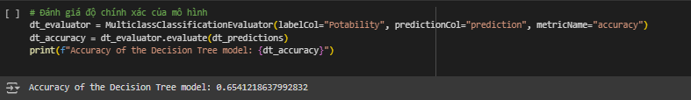 [ ] # Đánh giá độ chính xác của mô hình
dt_evaluator = MulticlassClassificationEvaluator(labelCol="Potability", predictionCol="prediction", metricName="accuracy")
dt_accuracy = dt_evaluator.evaluate(dt_predictions)
print(f"Accuracy of the Decision Tree model: {dt_accuracy}")
Accuracy of the Decision Tree model: 0.6541218637992832